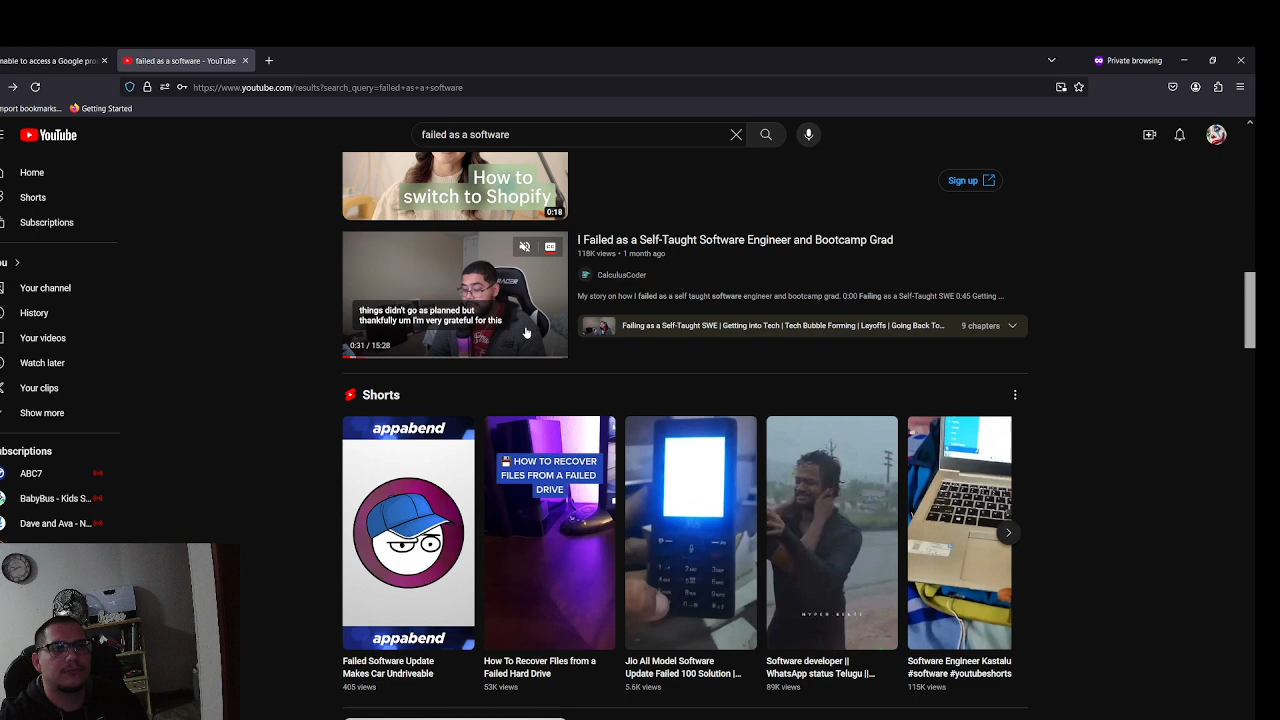 nable to access a Google pro
failed as a software - YouTube
Private browsing
https://www.youtube.com/results?search_query=failed+as+a+software
mport bookmarks...
Getting Started
YouTube
failed as a software
Home
Shorts
Subscriptions
ou
Your channel
History
Your videos
Watch later
Your clips
Show more
ubscriptions
ABC7
BabyBus - Kids S...
Dave and Ava - N...
How to
switch to Shopify
0:18
Sign up
CC
things didn't go as planned but
thankfully um I'm very grateful for this
0:31 / 15:28
I Failed as a Self-Taught Software Engineer and Bootcamp Grad
118K views • 1 month ago
CalculusCoder
My story on how I failed as a self taught software engineer and bootcamp grad. 0:00 Failing as a Self-Taught SWE 0:45 Getting ...
Failing as a Self-Taught SWE | Getting into Tech | Tech Bubble Forming | Layoffs | Going Back To...
9 chapters
Shorts
appabend
appabend
Failed Software Update
Makes Car Undriveable
405 views
HOW TO RECOVER
FILES FROM A FAILED
DRIVE
How To Recover Files from a
Failed Hard Drive
53K views
Jio All Model Software
Update Failed 100 Solution |...
5.6K views
HYPER BEATS
Software developer ||
WhatsApp status Telugu ||...
89K views
Software Engineer Kastalu
#software #youtubeshorts
115K views